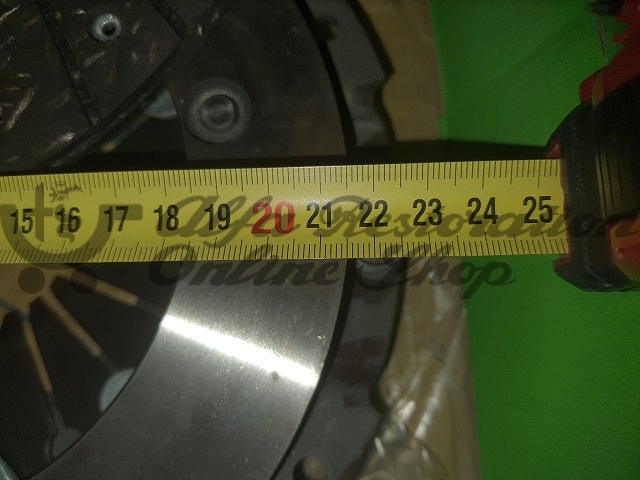 15 16 17 18 19 20 21 22 23 24 25
Alfa Restoration
Online Shop